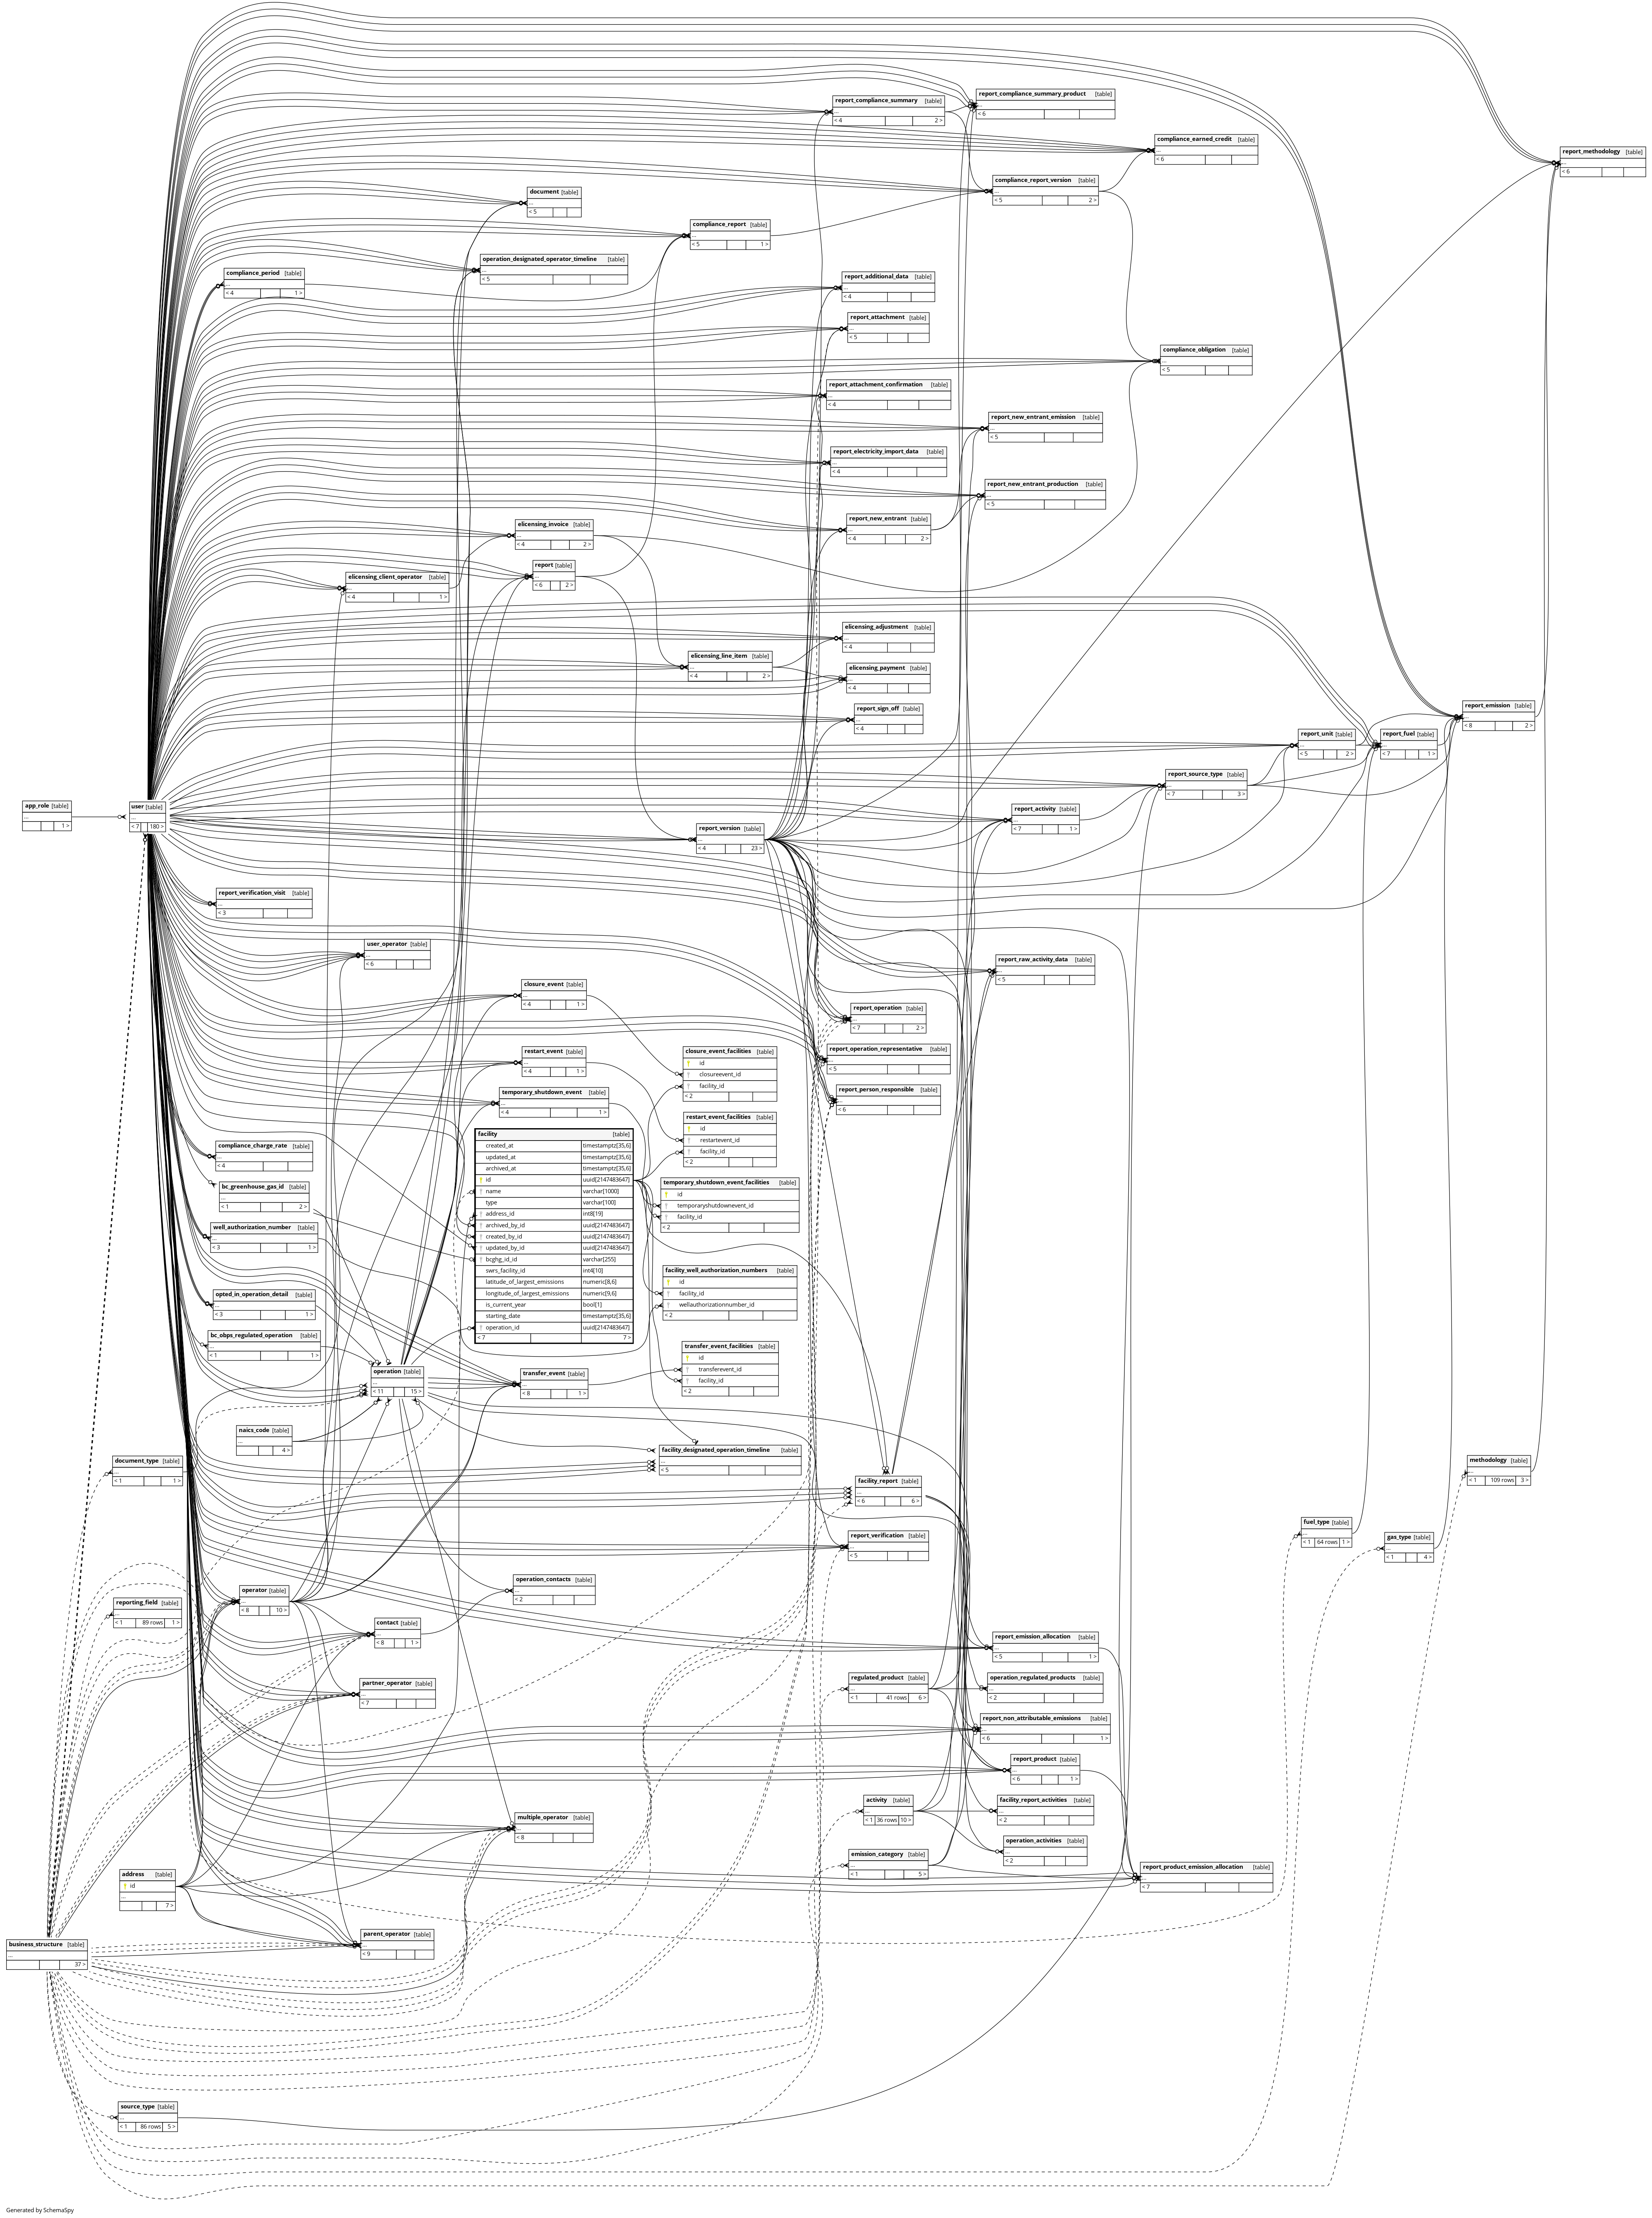 report_compliance_summary_product [table]
...
< 6
report_compliance_summary [table]
...
< 4 2 >
compliance_earned_credit [table]
...
< 6
report_methodology [table]
...
< 6
compliance_report_version [table]
...
< 5 2 >
document [table]
...
< 5
compliance_report [table]
...
< 5 1 >
operation_designated_operator_timeline [table]
...
< 5
compliance_period [table]
...
< 4 1 >
report_additional_data [table]
...
< 4
report_attachment [table]
...
< 5
compliance_obligation [table]
...
< 5
report_attachment_confirmation [table]
...
< 4
report_new_entrant_emission [table]
...
< 5
report_electricity_import_data [table]
...
< 4
report_new_entrant_production [table]
...
< 5
report_new_entrant [table]
...
< 4 2 >
elicensing_invoice [table]
...
< 4 2 >
report [table]
...
< 6 2 >
elicensing_client_operator [table]
...
< 4 1 >
elicensing_adjustment [table]
...
< 4
elicensing_line_item [table]
...
< 4 2 >
elicensing_payment [table]
...
< 4
report_sign_off [table]
...
< 4
report_emission [table]
...
< 8 2 >
report_unit [table]
...
< 5 2 >
report_fuel [table]
...
< 7 1 >
report_source_type [table]
...
< 7 3 >
app_role [table]
...
1 >
user [table]
...
< 7 180 >
report_activity [table]
...
< 7 1 >
report_version [table]
...
< 4 23 >
report_verification_visit [table]
...
< 3
user_operator [table]
...
< 6
report_raw_activity_data [table]
...
< 5
closure_event [table]
...
< 4 1 >
report_operation [table]
...
< 7 2 >
restart_event [table]
...
< 4 1 >
closure_event_facilities [table]
id
closureevent_id
facility_id
< 2
report_operation_representative [table]
...
< 5
temporary_shutdown_event [table]
...
< 4 1 >
report_person_responsible [table]
...
< 6
restart_event_facilities [table]
id
restartevent_id
facility_id
< 2
facility [table]
created_at timestamptz[35,6]
updated_at timestamptz[35,6]
archived_at timestamptz[35,6]
id uuid[2147483647]
name varchar[1000]
type varchar[100]
address_id int8[19]
archived_by_id uuid[2147483647]
created_by_id uuid[2147483647]
updated_by_id uuid[2147483647]
bcghg_id_id varchar[255]
swrs_facility_id int4[10]
latitude_of_largest_emissions numeric[8,6]
longitude_of_largest_emissions numeric[9,6]
is_current_year bool[1]
starting_date timestamptz[35,6]
operation_id uuid[2147483647]
< 7 7 >
compliance_charge_rate [table]
...
< 4
temporary_shutdown_event_facilities [table]
id
temporaryshutdownevent_id
facility_id
< 2
bc_greenhouse_gas_id [table]
...
< 1 2 >
well_authorization_number [table]
...
< 3 1 >
facility_well_authorization_numbers [table]
id
facility_id
wellauthorizationnumber_id
< 2
opted_in_operation_detail [table]
...
< 3 1 >
bc_obps_regulated_operation [table]
...
< 1 1 >
transfer_event_facilities [table]
id
transferevent_id
facility_id
< 2
operation [table]
...
< 11 15 >
transfer_event [table]
...
< 8 1 >
naics_code [table]
...
4 >
facility_designated_operation_timeline [table]
...
< 5
document_type [table]
...
< 1 1 >
methodology [table]
...
< 1 109 rows 3 >
facility_report [table]
...
< 6 6 >
fuel_type [table]
...
< 1 64 rows 1 >
report_verification [table]
...
< 5
gas_type [table]
...
< 1 4 >
operation_contacts [table]
...
< 2
operator [table]
...
< 8 10 >
reporting_field [table]
...
< 1 89 rows 1 >
contact [table]
...
< 8 1 >
report_emission_allocation [table]
...
< 5 1 >
regulated_product [table]
...
< 1 41 rows 6 >
operation_regulated_products [table]
...
< 2
partner_operator [table]
...
< 7
report_non_attributable_emissions [table]
...
< 6 1 >
report_product [table]
...
< 6 1 >
activity [table]
...
< 1 36 rows 10 >
facility_report_activities [table]
...
< 2
multiple_operator [table]
...
< 8
operation_activities [table]
...
< 2
emission_category [table]
...
< 1 5 >
report_product_emission_allocation [table]
...
< 7
address [table]
id
...
7 >
parent_operator [table]
...
< 9
business_structure [table]
...
37 >
source_type [table]
...
< 1 86 rows 5 >
Generated by SchemaSpy